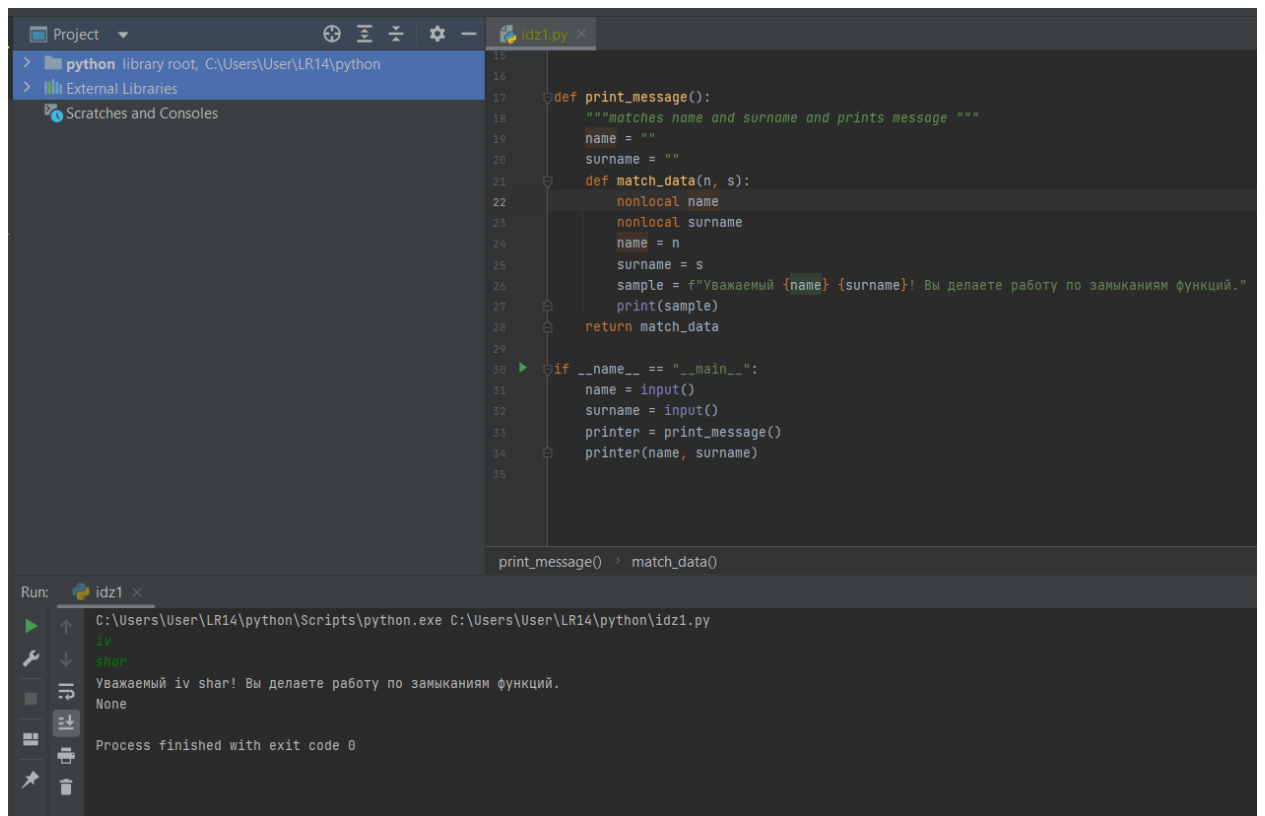 Project
python library root, C:\Users\User\LR14\python
External Libraries
Scratches and Consoles
idz1.py
15
16
17 def print_message():
18 """matches name and surname and prints message """
19 name = ""
20 surname = ""
21 def match_data(n, s):
22 nonlocal name
23 nonlocal surname
24 name = n
25 surname = s
26 sample = f"Уважаемый {name} {surname}! Вы делаете работу по замыканиям функций."
27 print(sample)
28 return match_data
29
30 if __name__ == "__main__":
31 name = input()
32 surname = input()
33 printer = print_message()
34 printer(name, surname)
35
print_message() › match_data()
Run: idz1
C:\Users\User\LR14\python\Scripts\python.exe C:\Users\User\LR14\python\idz1.py
iv
shar
Уважаемый iv shar! Вы делаете работу по замыканиям функций.
None
Process finished with exit code 0